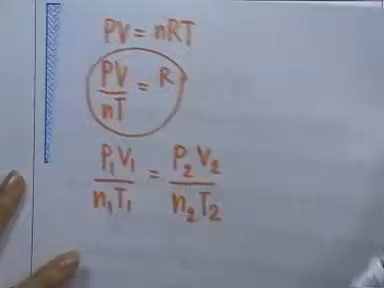 PV = nRT
PV/nT = R
P₁V₁/n₁T₁ = P₂V₂/n₂T₂